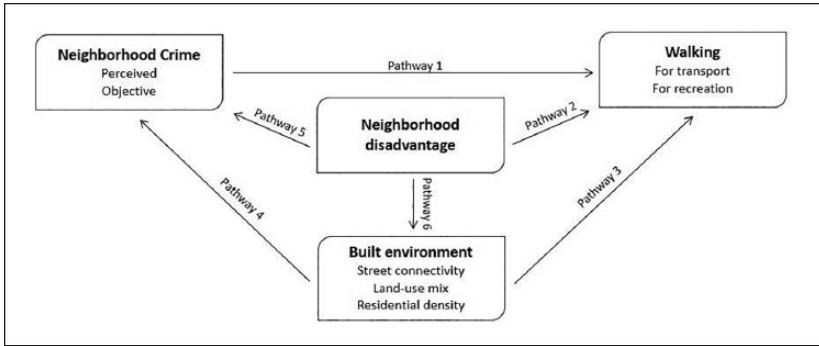 Neighborhood Crime
Perceived
Objective
Pathway 1
Walking
For transport
For recreation
Pathway 5
Neighborhood
disadvantage
Pathway 2
Pathway 6
Pathway 4
Pathway 3
Built environment
Street connectivity
Land-use mix
Residential density